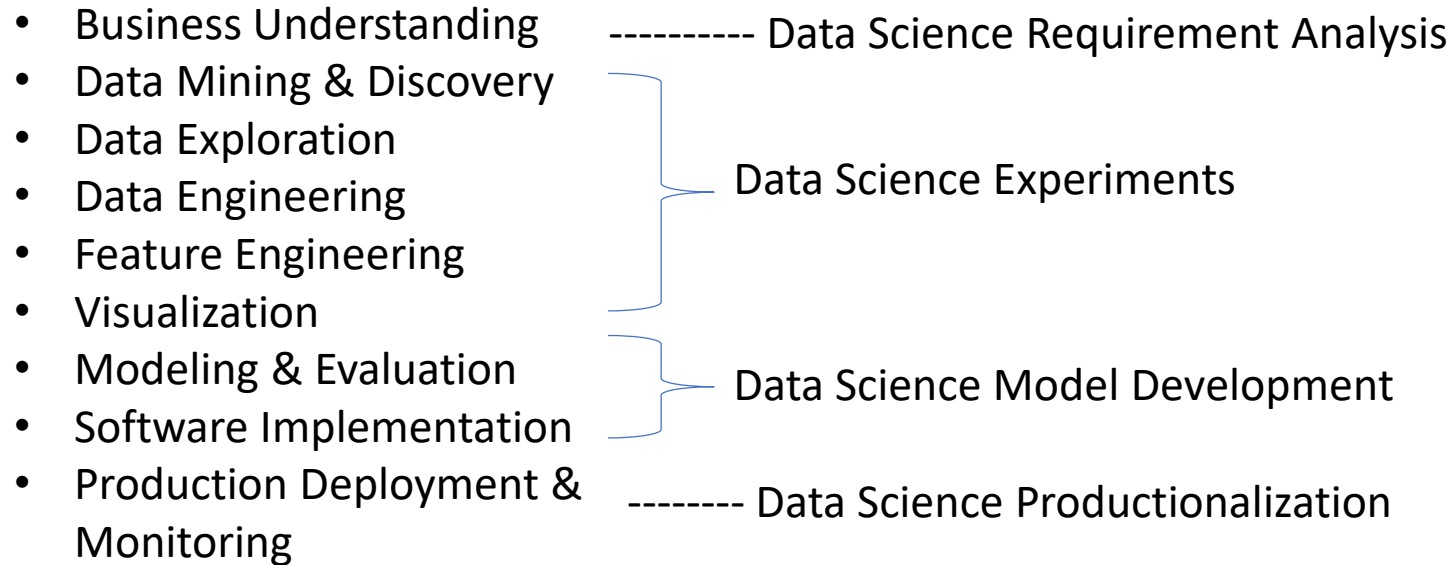 • Business Understanding ---------- Data Science Requirement Analysis
• Data Mining & Discovery
• Data Exploration
• Data Engineering
Data Science Experiments
• Feature Engineering
• Visualization
• Modeling & Evaluation
Data Science Model Development
• Software Implementation
• Production Deployment & -------- Data Science Productionalization
Monitoring